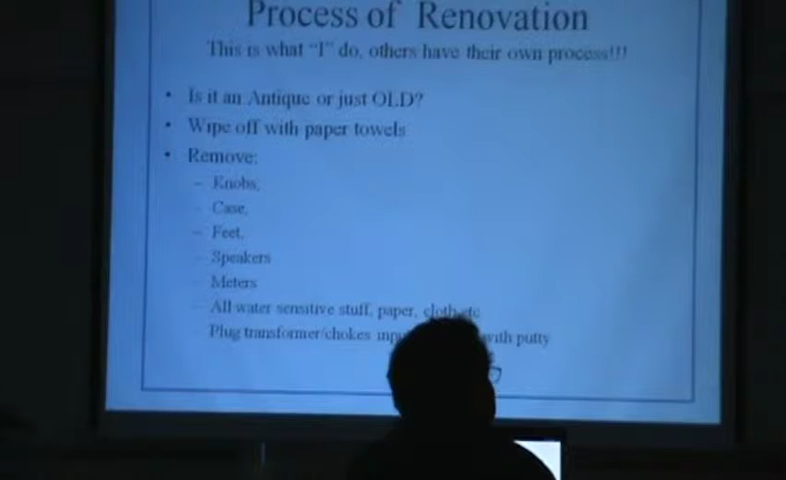 Process of Renovation
This is what "I" do, others have their own process!!!
• Is it an Antique or just OLD?
• Wipe off with paper towels
• Remove:
– Knobs,
– Case,
– Feet,
– Speakers
– Meters
– All water sensitive stuff, paper, cloth etc
Plug transformer/chokes with putty